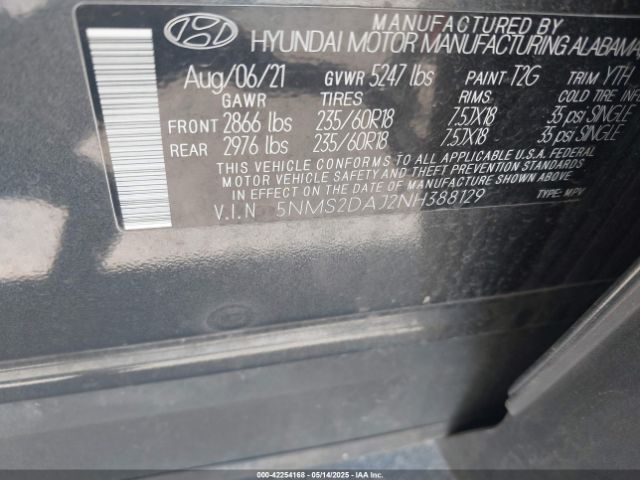 MANUFACTURED BY
HYUNDAI MOTOR MANUFACTURING ALABAMA,
Aug/06/21 GVWR 5247 lbs PAINT T2G TRIM YTH
GAWR TIRES RIMS COLD TIRE INF
FRONT 2866 lbs 235/60R18 7.5JX18 35 psi SINGLE
REAR 2976 lbs 235/60R18 7.5JX18 35 psi SINGLE
THIS VEHICLE CONFORMS TO ALL APPLICABLE U.S.A. FEDERAL
MOTOR VEHICLE SAFETY AND THEFT PREVENTION STANDARDS
IN EFFECT ON THE DATE OF MANUFACTURE SHOWN ABOVE
V.I.N 5NMS2DAJ2NH388129 TYPE: MPV
000-42254168 05/14/2025 IAAI.COM